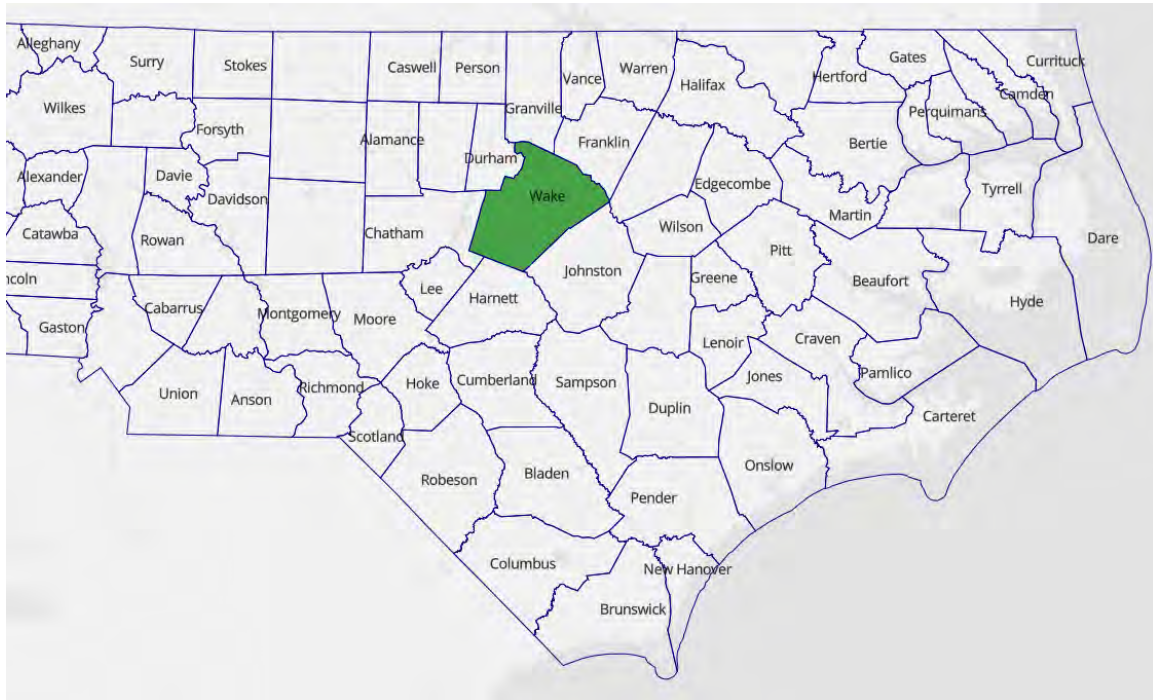 Alleghany
Surry
Stokes
Caswell
Person
Vance
Warren
Halifax
Hertford
Gates
Currituck
Camden
Wilkes
Forsyth
Granville
Perquimans
Alamance
Durham
Franklin
Bertie
Alexander
Davie
Davidson
Wake
Edgecombe
Tyrrell
Martin
Catawba
Rowan
Chatham
Wilson
Pitt
Dare
ncoln
Lee
Johnston
Greene
Beaufort
Harnett
Hyde
Cabarrus
Montgomery
Moore
Gaston
Lenoir
Craven
Union
Anson
Richmond
Hoke
Cumberland
Sampson
Jones
Pamlico
Duplin
Carteret
Scotland
Robeson
Bladen
Onslow
Pender
Columbus
New Hanover
Brunswick